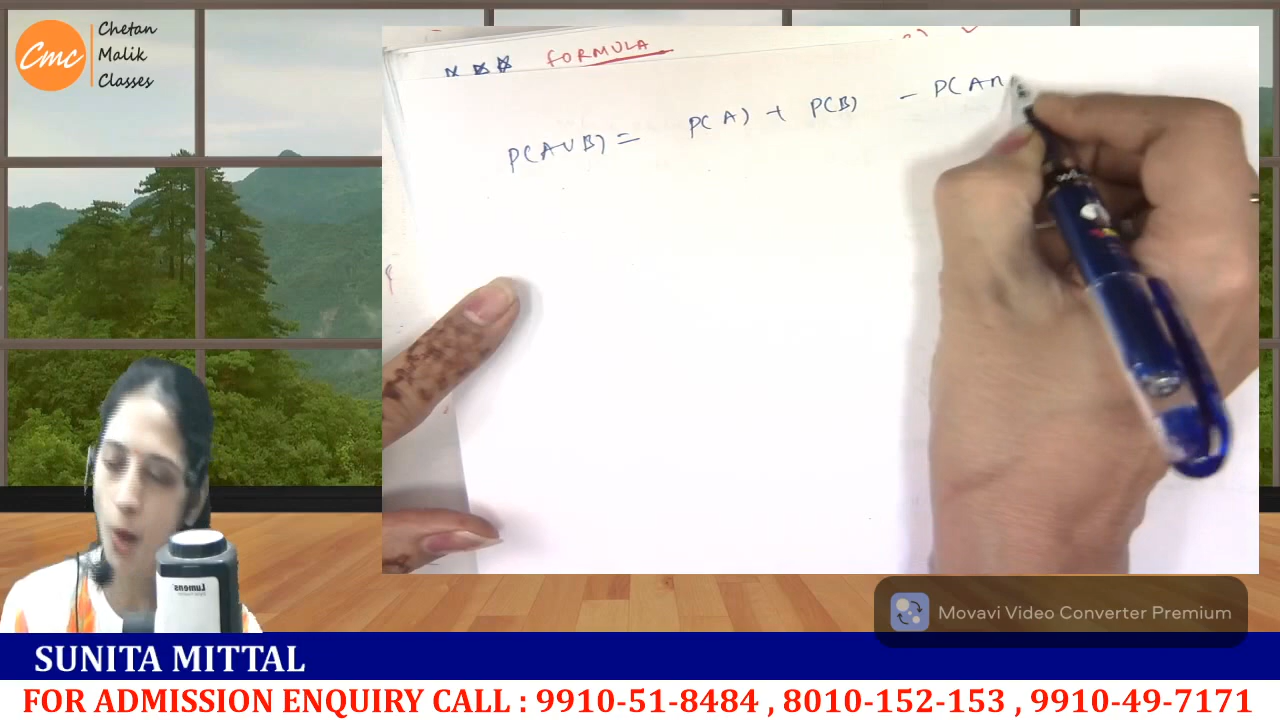 Cmc
Chetan
Malik
Classes
FORMULA
P(A∪B) = P(A) + P(B) - P(A∩
Lumens
Movavi Video Converter Premium
SUNITA MITTAL
FOR ADMISSION ENQUIRY CALL : 9910-51-8484 , 8010-152-153 , 9910-49-7171